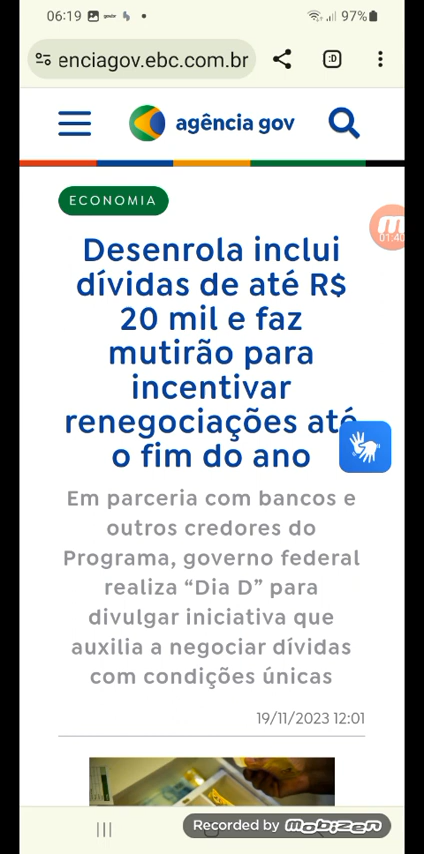 06:19
97%
enciagov.ebc.com.br
:D
agência gov
01:40
ECONOMIA
Desenrola inclui
dívidas de até R$
20 mil e faz
mutirão para
incentivar
renegociações até
o fim do ano
Em parceria com bancos e
outros credores do
Programa, governo federal
realiza “Dia D” para
divulgar iniciativa que
auxilia a negociar dívidas
com condições únicas
19/11/2023 12:01
Recorded by Mobizen